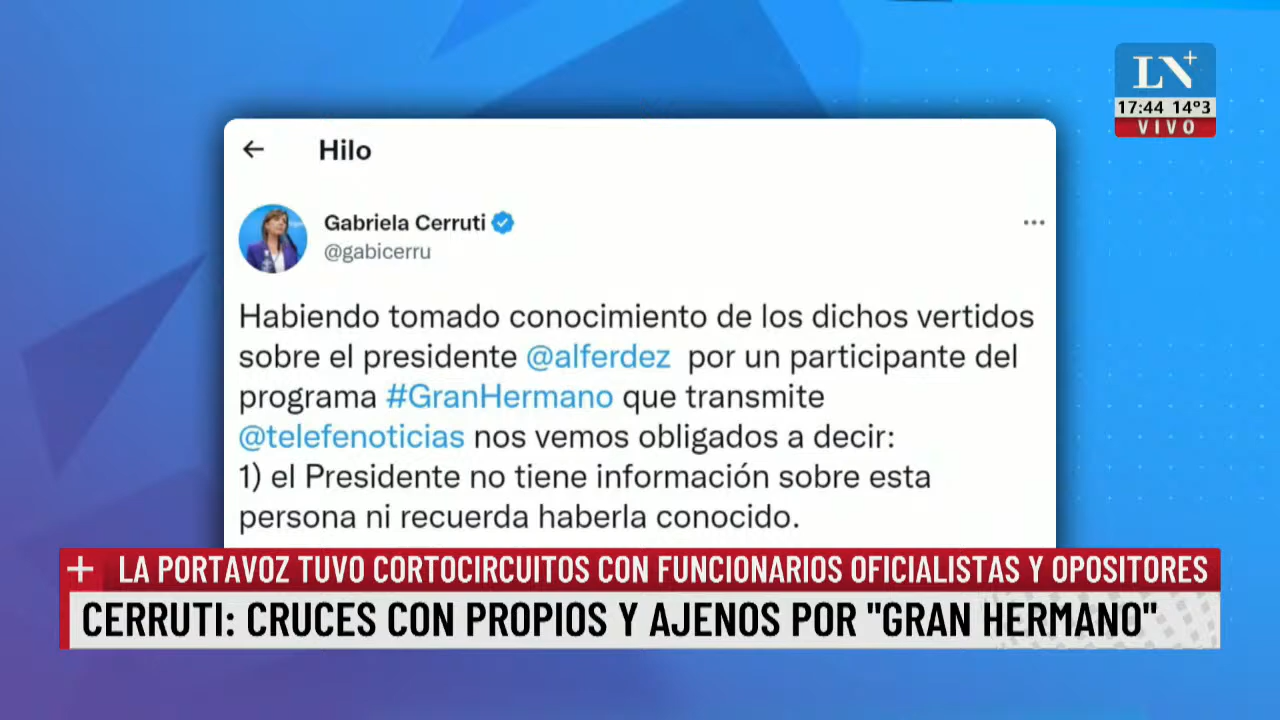 LN+
17:44 14º3
VIVO
← Hilo
Gabriela Cerruti
@gabicerru
Habiendo tomado conocimiento de los dichos vertidos
sobre el presidente @alferdez por un participante del
programa #GranHermano que transmite
@telefenoticias nos vemos obligados a decir:
1) el Presidente no tiene información sobre esta
persona ni recuerda haberla conocido.
+ LA PORTAVOZ TUVO CORTOCIRCUITOS CON FUNCIONARIOS OFICIALISTAS Y OPOSITORES
CERRUTI: CRUCES CON PROPIOS Y AJENOS POR "GRAN HERMANO"